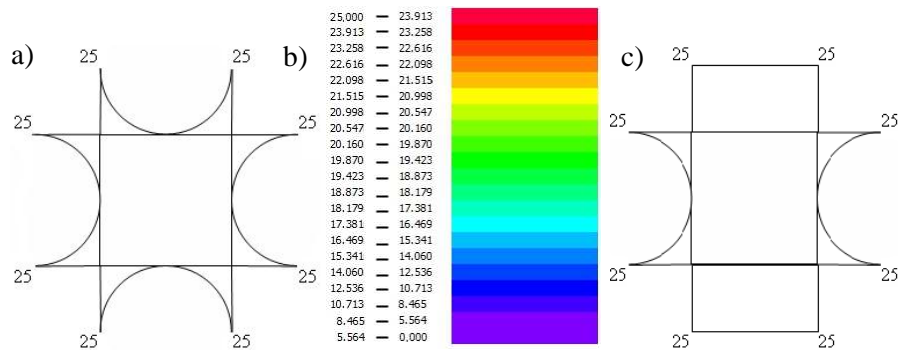 a)
25
25
25
25
25
25
25
25
b)
25,000 — 23.913
23.913 — 23.258
23.258 — 22.616
22.616 — 22.098
22.098 — 21.515
21.515 — 20.998
20.998 — 20.547
20.547 — 20.160
20.160 — 19.870
19.870 — 19.423
19.423 — 18.873
18.873 — 18.179
18.179 — 17.381
17.381 — 16.469
16.469 — 15.341
15.341 — 14.060
14.060 — 12.536
12.536 — 10.713
10.713 — 8.465
8.465 — 5.564
5.564 — 0,000
c)
25
25
25
25
25
25
25
25